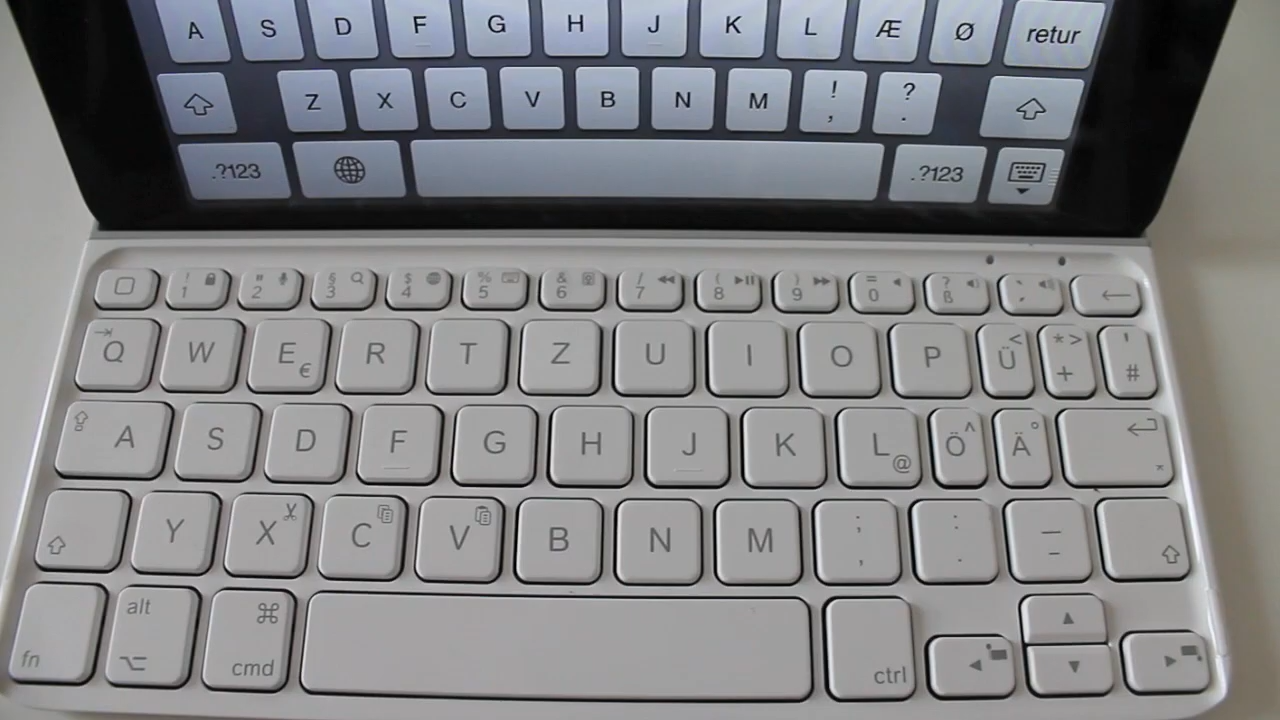 A S D F G H J K L Æ Ø retur
Z X C V B N M ! , ? .
.?123 .?123
! 1 " 2 § 3 $ 4 % 5 & 6 / 7 ( 8 ) 9 = 0 ? ß
Q W E € R T Z U I O P Ü < * > + ' #
A S D F G H J K L @ Ö ^ Ä °
Y X C V B N M ; , : . _ -
fn alt ⌥ ⌘ cmd ctrl